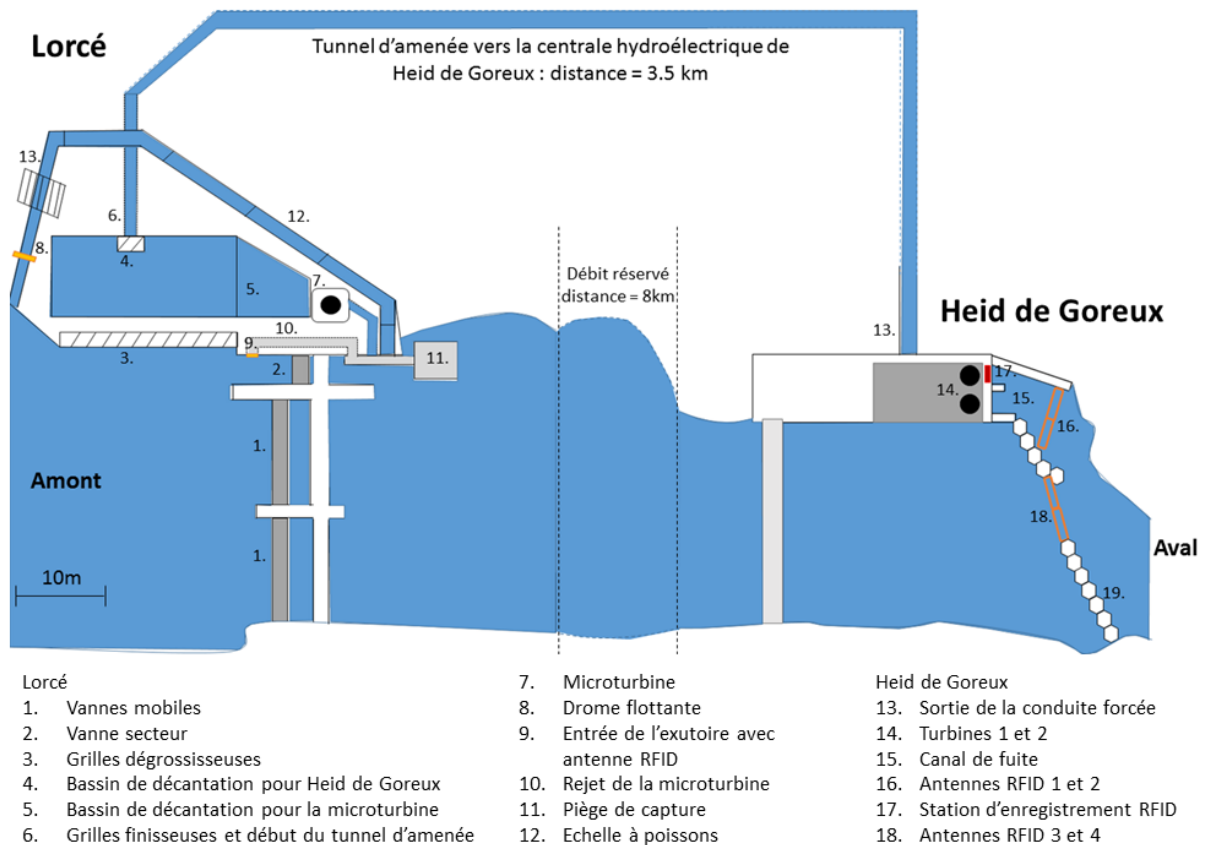 Lorcé
Tunnel d'amenée vers la centrale hydroélectrique de
Heid de Goreux : distance = 3.5 km
13.
12.
6.
8.
4.
7.
5.
Débit réservé
distance = 8km
Heid de Goreux
10.
9.
13.
3.
11.
2.
17.
14.
15.
16.
1.
Amont
18.
Aval
1.
10m
19.
Lorcé
1. Vannes mobiles
2. Vanne secteur
3. Grilles dégrossisseuses
4. Bassin de décantation pour Heid de Goreux
5. Bassin de décantation pour la microturbine
6. Grilles finisseuses et début du tunnel d'amenée
7. Microturbine
8. Drome flottante
9. Entrée de l'exutoire avec
antenne RFID
10. Rejet de la microturbine
11. Piège de capture
12. Echelle à poissons
Heid de Goreux
13. Sortie de la conduite forcée
14. Turbines 1 et 2
15. Canal de fuite
16. Antennes RFID 1 et 2
17. Station d'enregistrement RFID
18. Antennes RFID 3 et 4